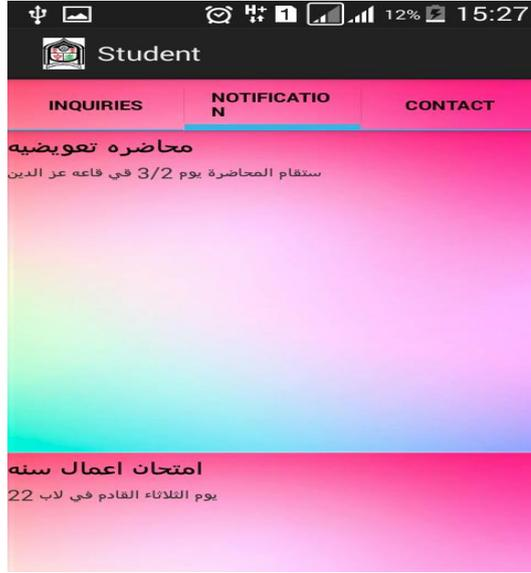 12% 15:27
Student
INQUIRIES
NOTIFICATIO
N
CONTACT
محاضره تعويضيه
ستقام المحاضرة يوم 3/2 في قاعه عز الدين
امتحان اعمال سنه
يوم الثلاثاء القادم في لاب 22